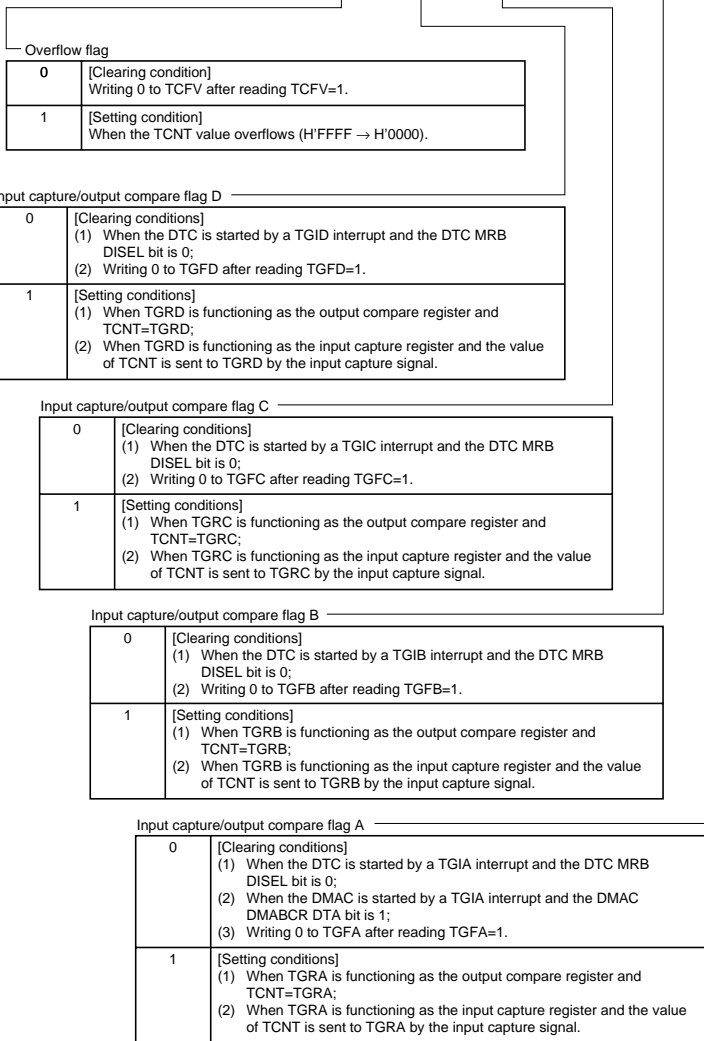 Overflow flag
0 [Clearing condition]
Writing 0 to TCFV after reading TCFV=1.
1 [Setting condition]
When the TCNT value overflows (H'FFFF → H'0000).
nput capture/output compare flag D
0 [Clearing conditions]
(1) When the DTC is started by a TGID interrupt and the DTC MRB
DISEL bit is 0;
(2) Writing 0 to TGFD after reading TGFD=1.
1 [Setting conditions]
(1) When TGRD is functioning as the output compare register and
TCNT=TGRD;
(2) When TGRD is functioning as the input capture register and the value
of TCNT is sent to TGRD by the input capture signal.
Input capture/output compare flag C
0 [Clearing conditions]
(1) When the DTC is started by a TGIC interrupt and the DTC MRB
DISEL bit is 0;
(2) Writing 0 to TGFC after reading TGFC=1.
1 [Setting conditions]
(1) When TGRC is functioning as the output compare register and
TCNT=TGRC;
(2) When TGRC is functioning as the input capture register and the value
of TCNT is sent to TGRC by the input capture signal.
Input capture/output compare flag B
0 [Clearing conditions]
(1) When the DTC is started by a TGIB interrupt and the DTC MRB
DISEL bit is 0;
(2) Writing 0 to TGFB after reading TGFB=1.
1 [Setting conditions]
(1) When TGRB is functioning as the output compare register and
TCNT=TGRB;
(2) When TGRB is functioning as the input capture register and the value
of TCNT is sent to TGRB by the input capture signal.
Input capture/output compare flag A
0 [Clearing conditions]
(1) When the DTC is started by a TGIA interrupt and the DTC MRB
DISEL bit is 0;
(2) When the DMAC is started by a TGIA interrupt and the DMAC
DMABCR DTA bit is 1;
(3) Writing 0 to TGFA after reading TGFA=1.
1 [Setting conditions]
(1) When TGRA is functioning as the output compare register and
TCNT=TGRA;
(2) When TGRA is functioning as the input capture register and the value
of TCNT is sent to TGRA by the input capture signal.